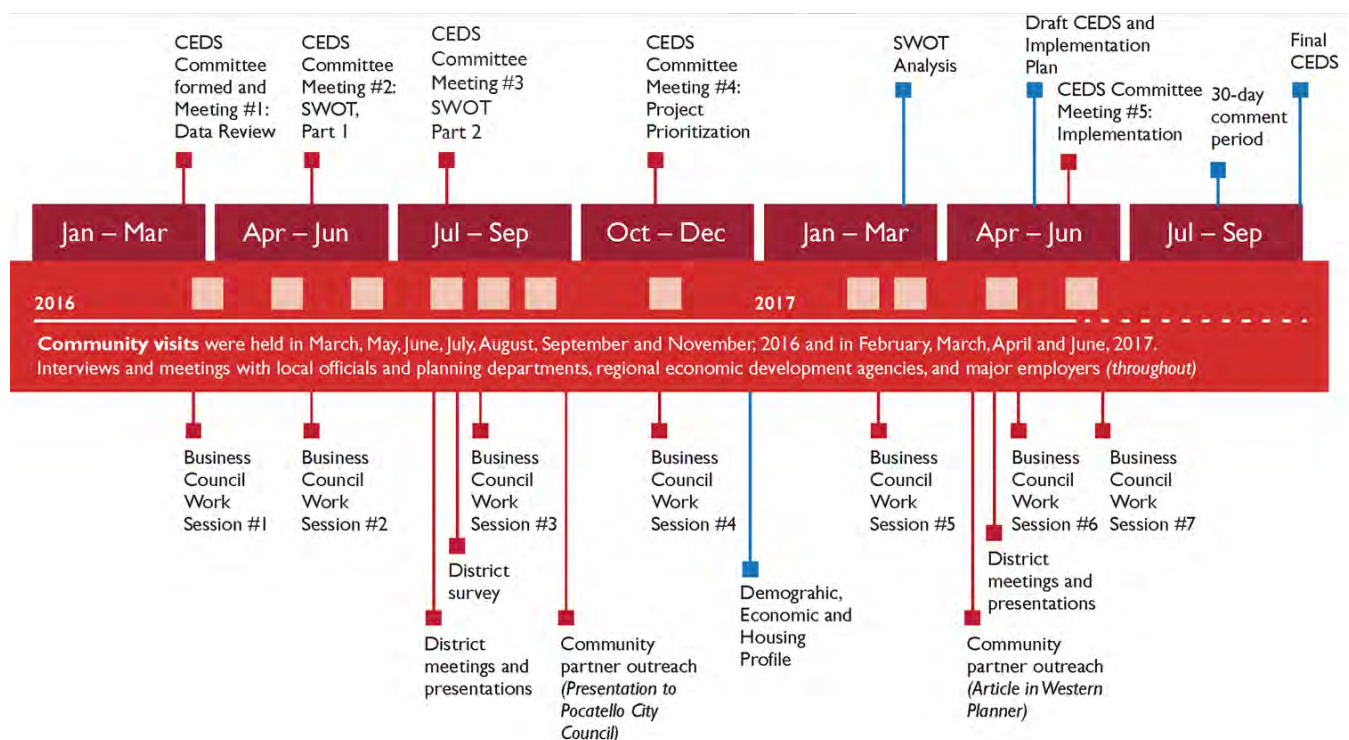 CEDS
Committee
formed and
Meeting #1:
Data Review
CEDS
Committee
Meeting #2:
SWOT,
Part 1
CEDS
Committee
Meeting #3
SWOT
Part 2
CEDS
Committee
Meeting #4:
Project
Prioritization
SWOT
Analysis
Draft CEDS and
Implementation
Plan
CEDS Committee
Meeting #5:
Implementation
30-day
comment
period
Final
CEDS
Jan – Mar
Apr – Jun
Jul – Sep
Oct – Dec
Jan – Mar
Apr – Jun
Jul – Sep
2016
2017
Community visits were held in March, May, June, July, August, September and November, 2016 and in February, March, April and June, 2017.
Interviews and meetings with local officials and planning departments, regional economic development agencies, and major employers (throughout)
Business
Council
Work
Session #1
Business
Council
Work
Session #2
Business
Council
Work
Session #3
Business
Council
Work
Session #4
Business
Council
Work
Session #5
Business
Council
Work
Session #6
Business
Council
Work
Session #7
District
survey
District
meetings and
presentations
Community
partner outreach
(Presentation to
Pocatello City
Council)
Demograhic,
Economic and
Housing
Profile
District
meetings and
presentations
Community
partner outreach
(Article in Western
Planner)